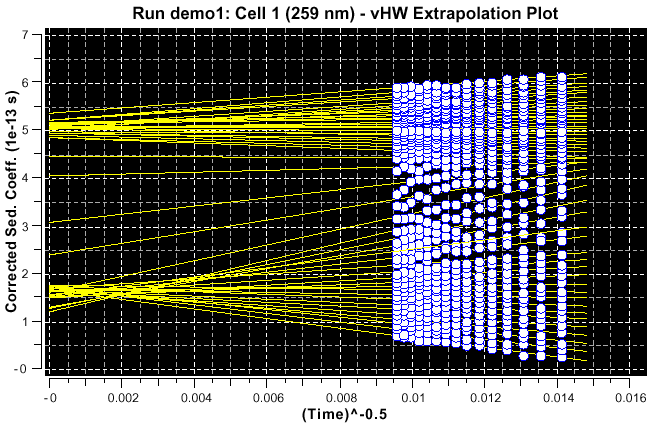 Run demo1: Cell 1 (259 nm) - vHW Extrapolation Plot
Corrected Sed. Coeff. (1e-13 s)
7
6
5
4
3
2
1
-0
-0 0.002 0.004 0.006 0.008 0.01 0.012 0.014 0.016
(Time)^-0.5